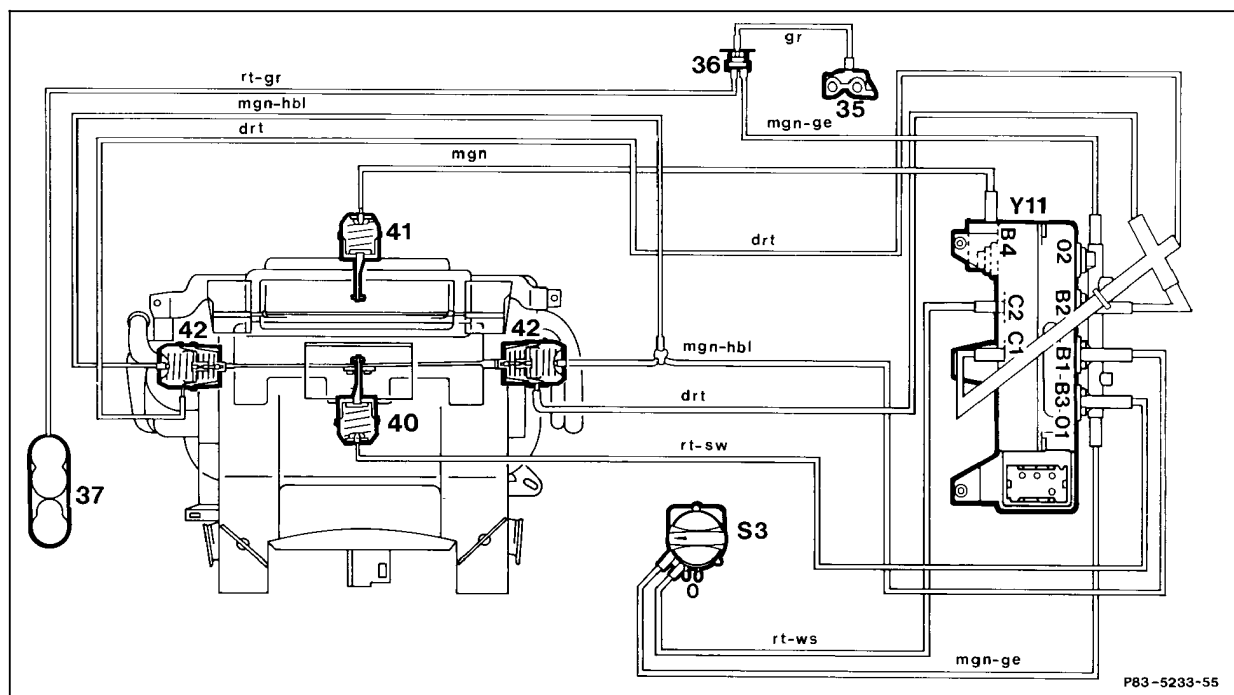 gr
36
rt-gr
35
mgn-hbl
mgn-ge
drt
mgn
Y11
41
drt
B4
O2
C2
B2
42
42
C1
mgn-hbl
B1-B3-O1
drt
40
rt-sw
37
S3
O
rt-ws
mgn-ge
P83-5233-55